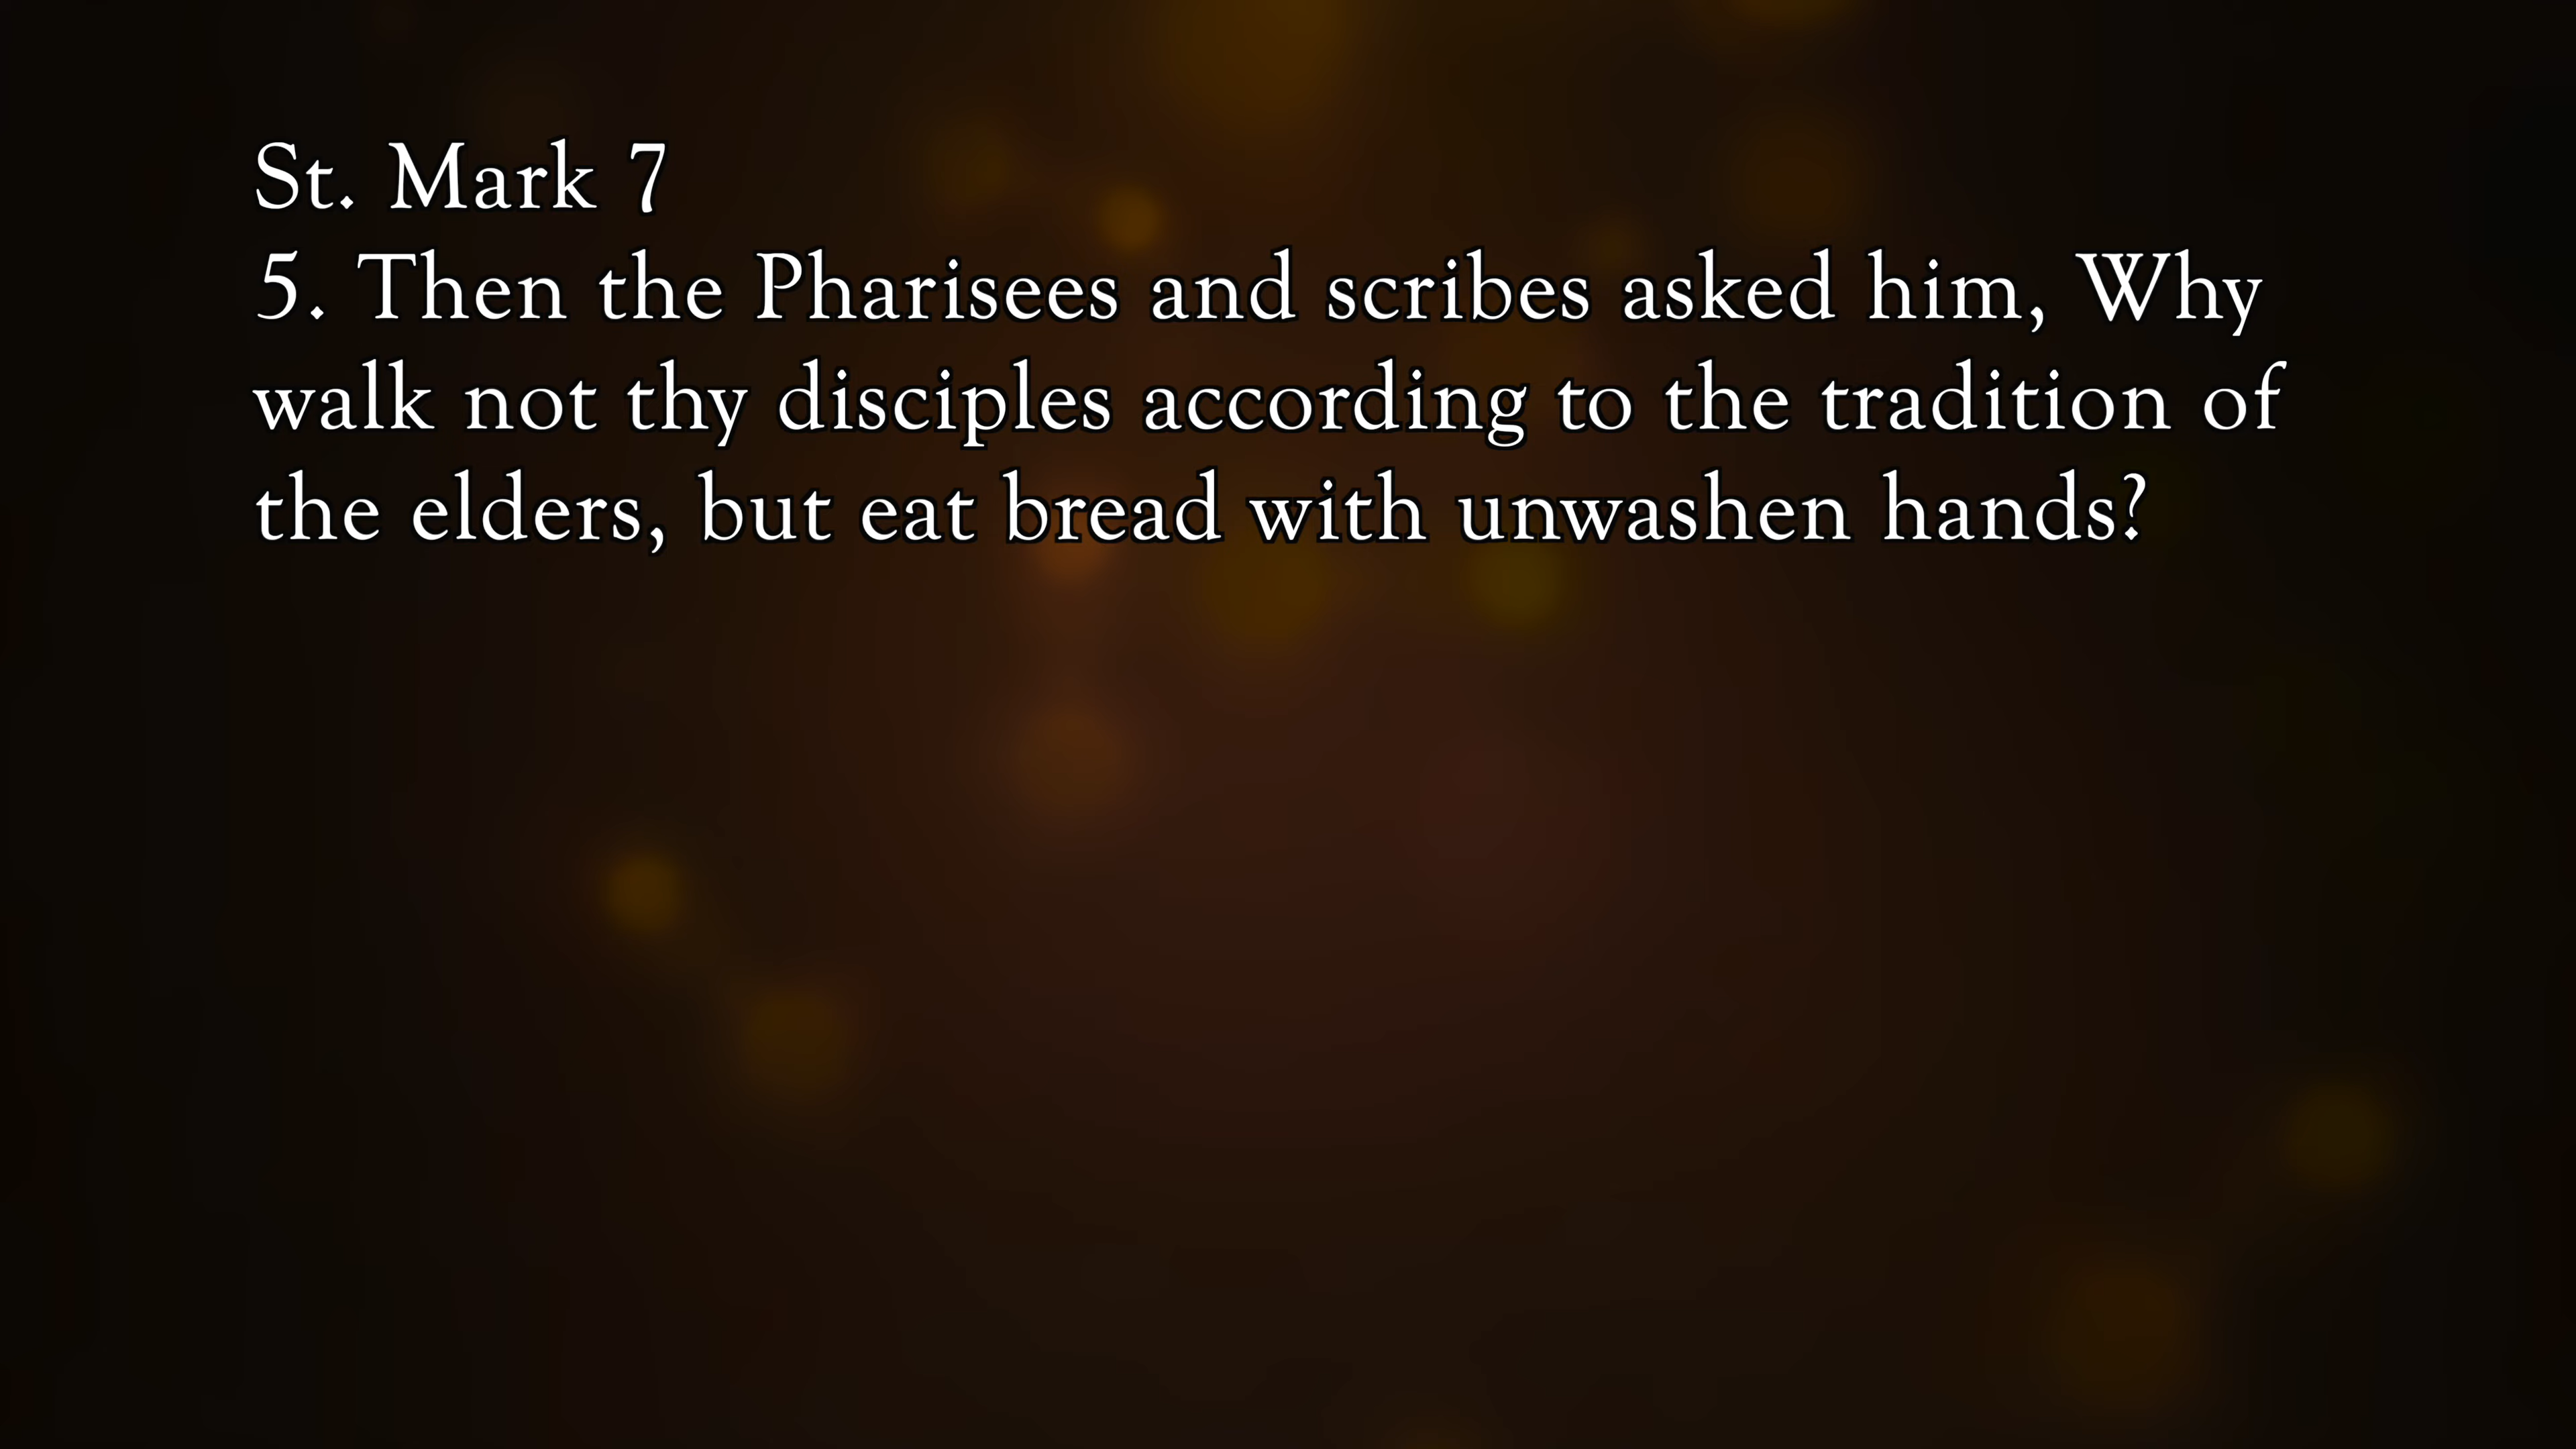 St. Mark 7
5. Then the Pharisees and scribes asked him, Why
walk not thy disciples according to the tradition of
the elders, but eat bread with unwashen hands?